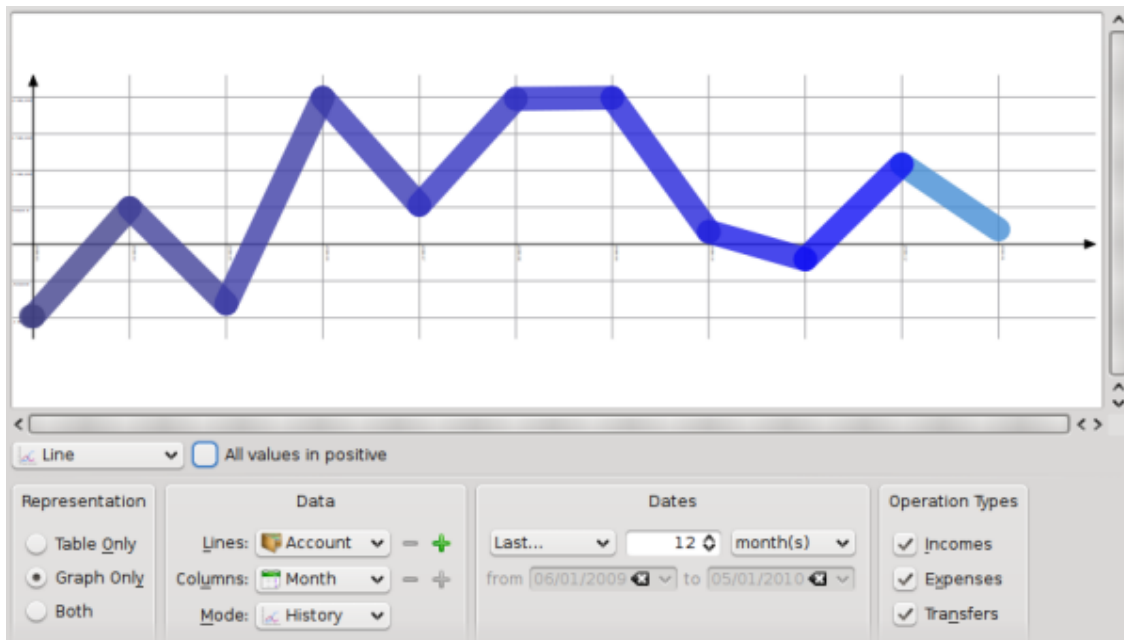 Line
All values in positive
Representation
Table Only
Graph Only
Both
Data
Lines: Account
Columns: Month
Mode: History
Dates
Last... 12 month(s)
from 06/01/2009 to 05/01/2010
Operation Types
Incomes
Expenses
Transfers